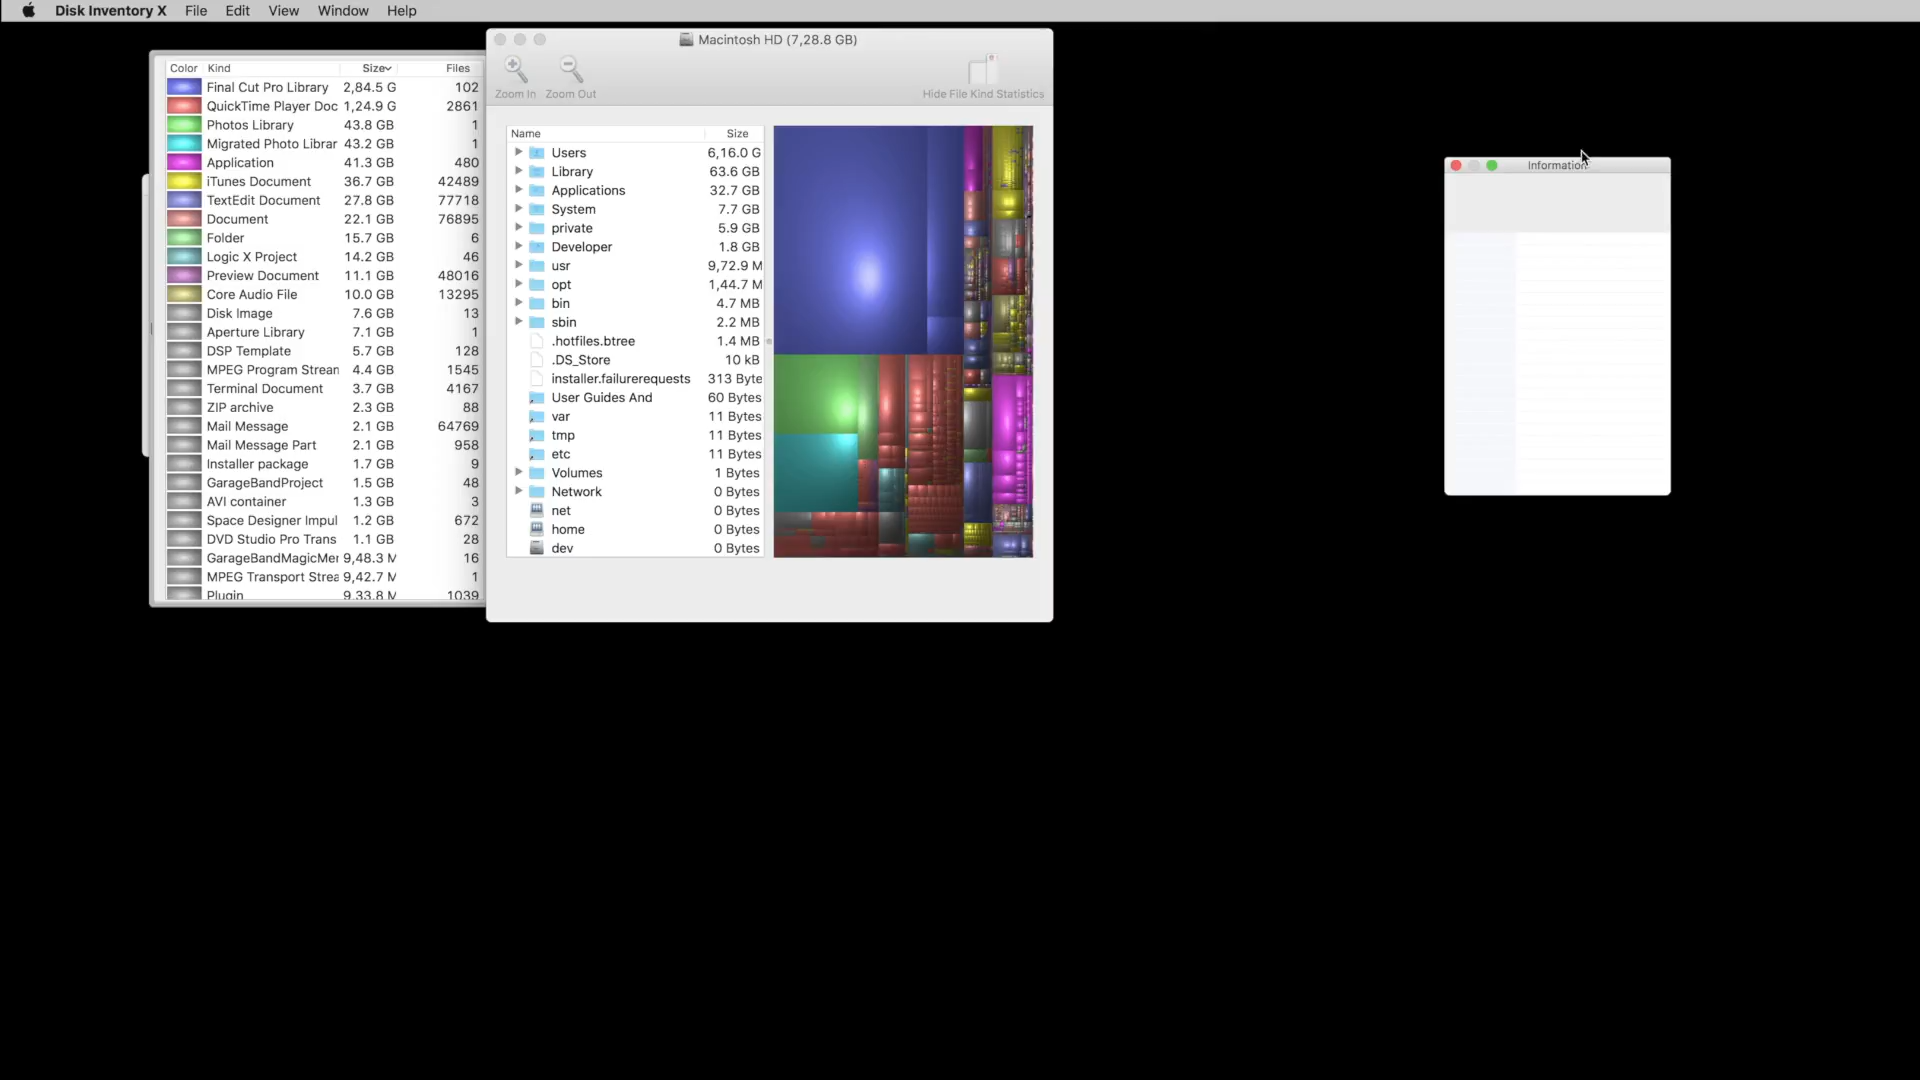 Disk Inventory X File Edit View Window Help
Color Kind Size Files
Final Cut Pro Library 2,84.5 G 102
QuickTime Player Doc 1,24.9 G 2861
Photos Library 43.8 GB 1
Migrated Photo Librar 43.2 GB 1
Application 41.3 GB 480
iTunes Document 36.7 GB 42489
TextEdit Document 27.8 GB 77718
Document 22.1 GB 76895
Folder 15.7 GB 6
Logic X Project 14.2 GB 46
Preview Document 11.1 GB 48016
Core Audio File 10.0 GB 13295
Disk Image 7.6 GB 13
Aperture Library 7.1 GB 1
DSP Template 5.7 GB 128
MPEG Program Strean 4.4 GB 1545
Terminal Document 3.7 GB 4167
ZIP archive 2.3 GB 88
Mail Message 2.1 GB 64769
Mail Message Part 2.1 GB 958
Installer package 1.7 GB 9
GarageBandProject 1.5 GB 48
AVI container 1.3 GB 3
Space Designer Impul 1.2 GB 672
DVD Studio Pro Trans 1.1 GB 28
GarageBandMagicMer 9,48.3 M 16
MPEG Transport Strea 9,42.7 M 1
Plugin 9,33.8 M 1039
Macintosh HD (7,28.8 GB)
Zoom In Zoom Out Hide File Kind Statistics
Name Size
Users 6,16.0 G
Library 63.6 GB
Applications 32.7 GB
System 7.7 GB
private 5.9 GB
Developer 1.8 GB
usr 9,72.9 M
opt 1,44.7 M
bin 4.7 MB
sbin 2.2 MB
.hotfiles.btree 1.4 MB
.DS_Store 10 kB
installer.failurerequests 313 Byte
User Guides And 60 Bytes
var 11 Bytes
tmp 11 Bytes
etc 11 Bytes
Volumes 1 Bytes
Network 0 Bytes
net 0 Bytes
home 0 Bytes
dev 0 Bytes
Information